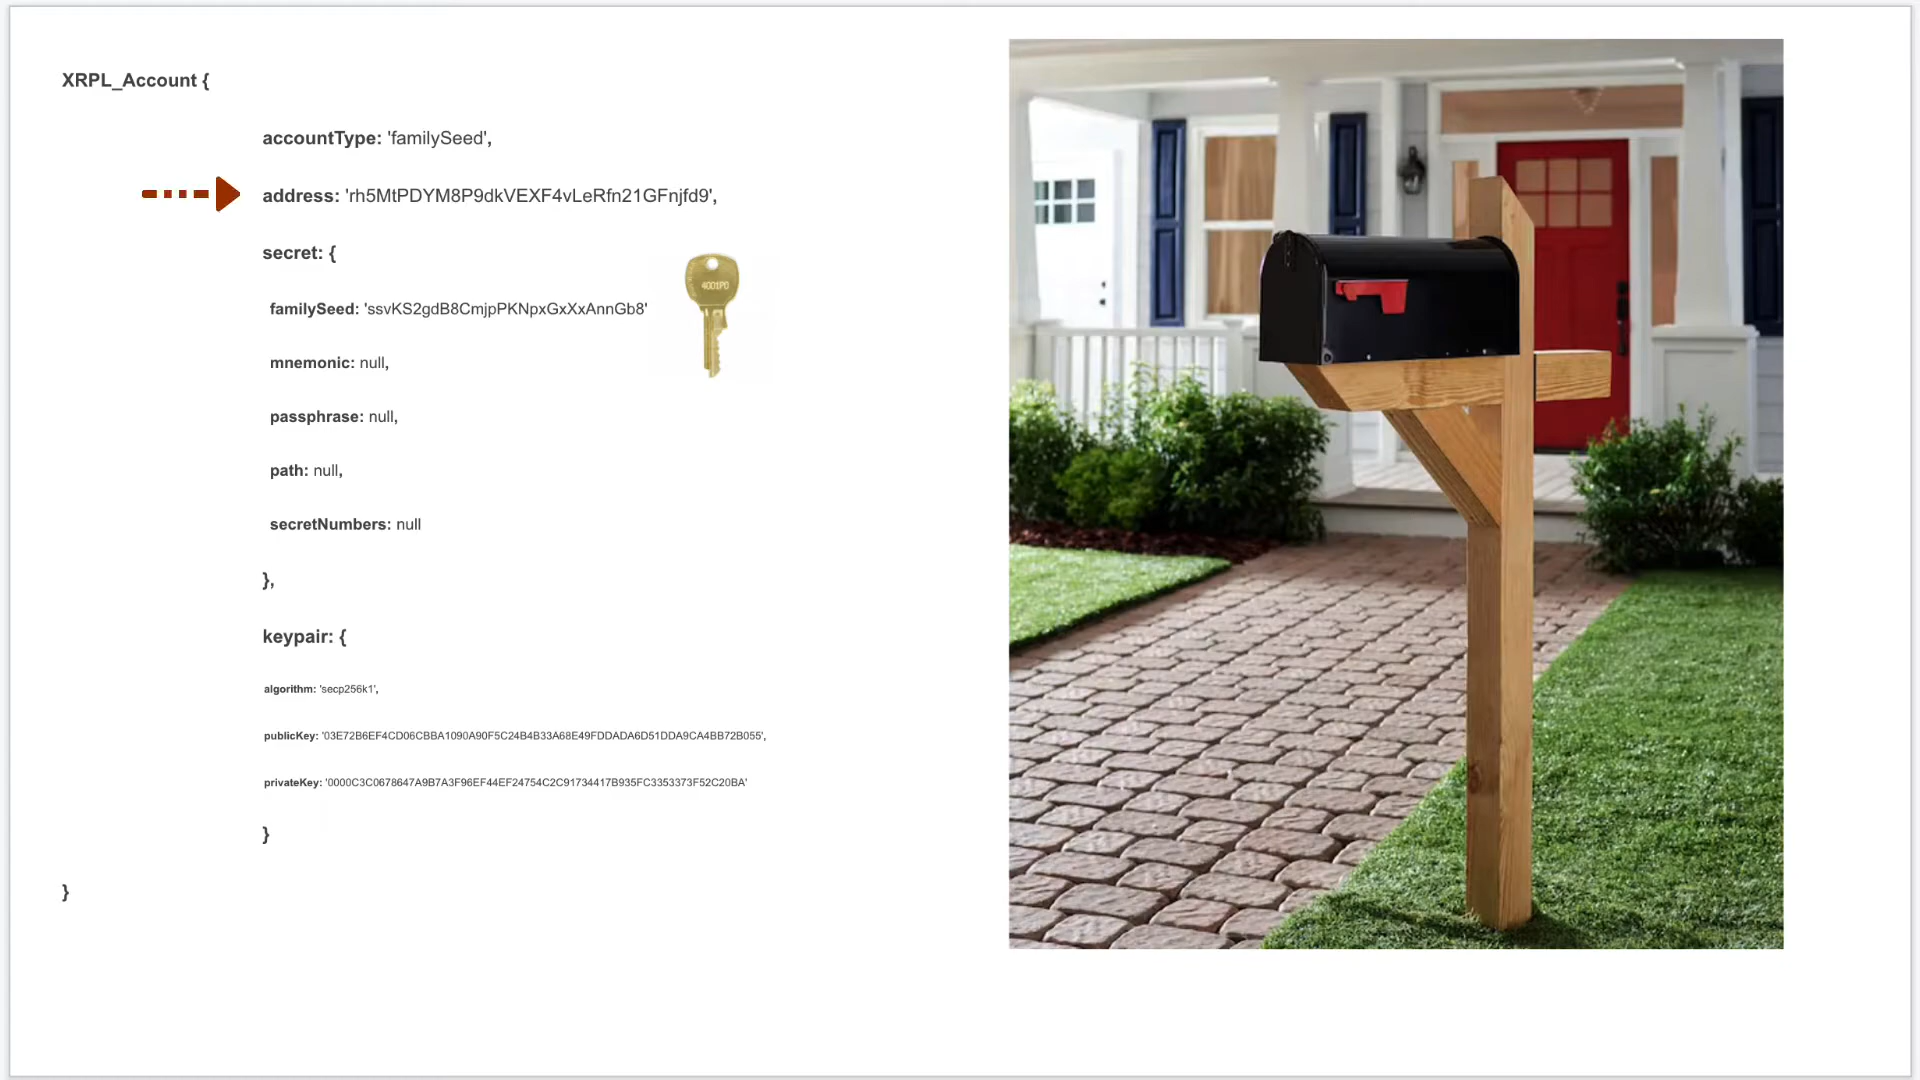 XRPL_Account {
accountType: 'familySeed',
address: 'rh5MtPDYM8P9dkVEXF4vLeRfn21GFnjfd9',
secret: {
familySeed: 'ssvKS2gdB8CmjpPKNpxGxXxAnnGb8'
4001P0
mnemonic: null,
passphrase: null,
path: null,
secretNumbers: null
},
keypair: {
algorithm: 'secp256k1',
publicKey: '03E72B6EF4CD06CBBA1090A90F5C24B4B33A68E49FDDADA6D51DDA9CA4BB72B055',
privateKey: '0000C3C0678647A9B7A3F96EF44EF24754C2C91734417B935FC3353373F52C20BA'
}
}